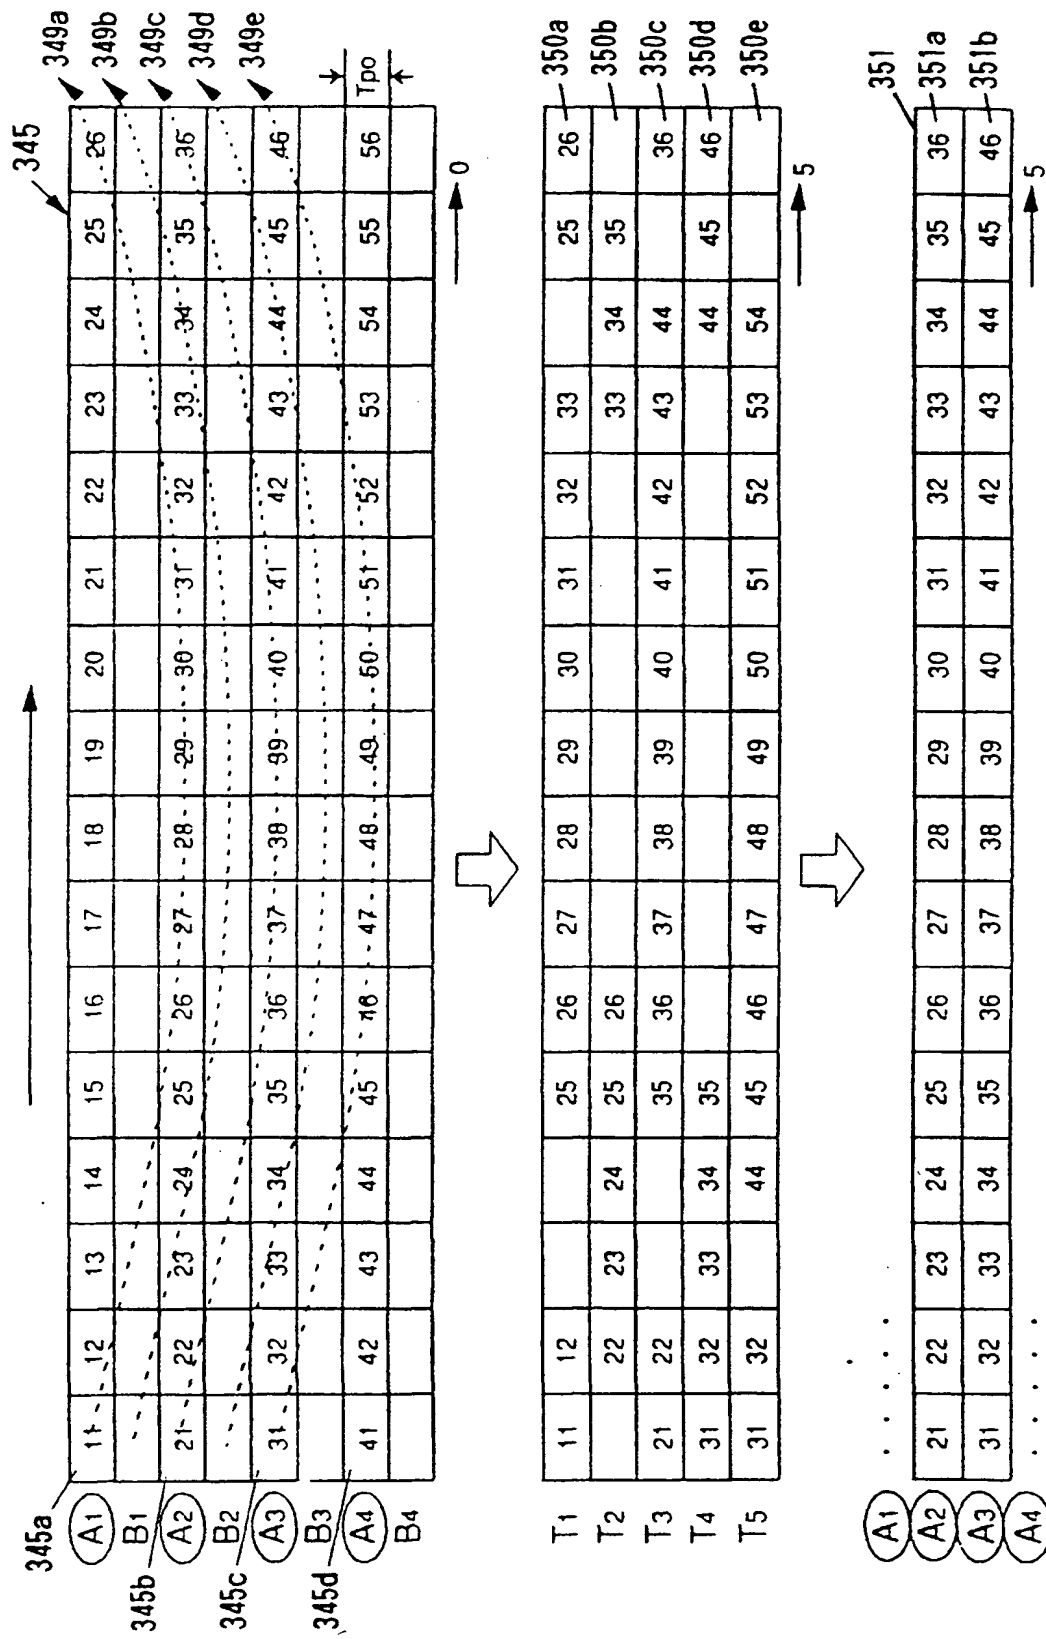 345
345a
A1 11 12 13 14 15 16 17 18 19 20 21 22 23 24 25 26 349a
B1 349b
345b
A2 21 22 23 24 25 26 27 28 29 30 31 32 33 34 35 36 349c
B2 349d
345c
A3 31 32 33 34 35 36 37 38 39 40 41 42 43 44 45 46 349e
B3
345d
A4 41 42 43 44 45 46 47 48 49 50 51 52 53 54 55 56 Tpo
B4
0
T1 11 12 25 26 27 28 29 30 31 32 33 25 26 350a
T2 22 23 24 25 26 33 34 35 350b
T3 21 22 35 36 37 38 39 40 41 42 43 44 36 350c
T4 31 32 33 34 35 44 45 46 350d
T5 31 32 44 45 46 47 48 49 50 51 52 53 54 350e
5
351
A1 . . . . .
A2 21 22 23 24 25 26 27 28 29 30 31 32 33 34 35 36 351a
A3 31 32 33 34 35 36 37 38 39 40 41 42 43 44 45 46 351b
A4 . . . . .
5